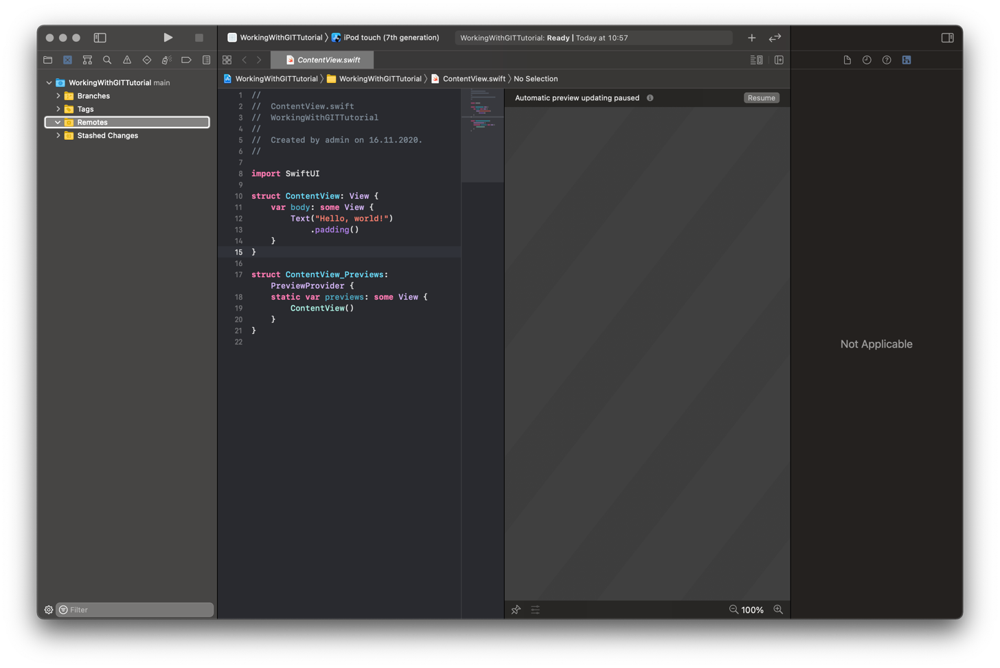 WorkingWithGITTutorial
iPod touch (7th generation)
WorkingWithGITTutorial: Ready | Today at 10:57
ContentView.swift
WorkingWithGITTutorial main
Branches
Tags
Remotes
Stashed Changes
WorkingWithGITTutorial
WorkingWithGITTutorial
ContentView.swift
No Selection
1 //
2 //  ContentView.swift
3 //  WorkingWithGITTutorial
4 //
5 //  Created by admin on 16.11.2020.
6 //
7
8 import SwiftUI
9
10 struct ContentView: View {
11     var body: some View {
12         Text("Hello, world!")
13             .padding()
14     }
15 }
16
17 struct ContentView_Previews:
PreviewProvider {
18     static var previews: some View {
19         ContentView()
20     }
21 }
22
Automatic preview updating paused
Resume
Not Applicable
Filter
100%